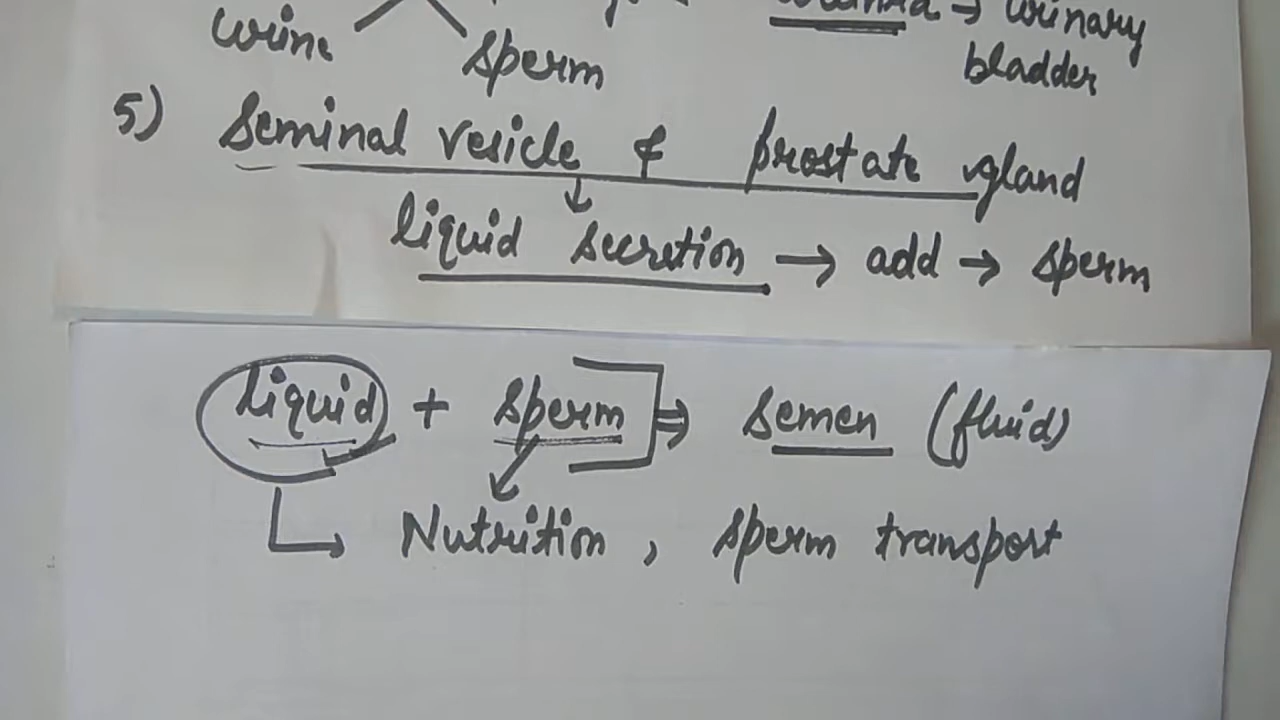 → urinary
urine sperm bladder
5) Seminal vesicle & prostate gland
↓
liquid secretion → add → sperm
liquid + sperm ⇒ semen (fluid)
Nutrition, sperm transport